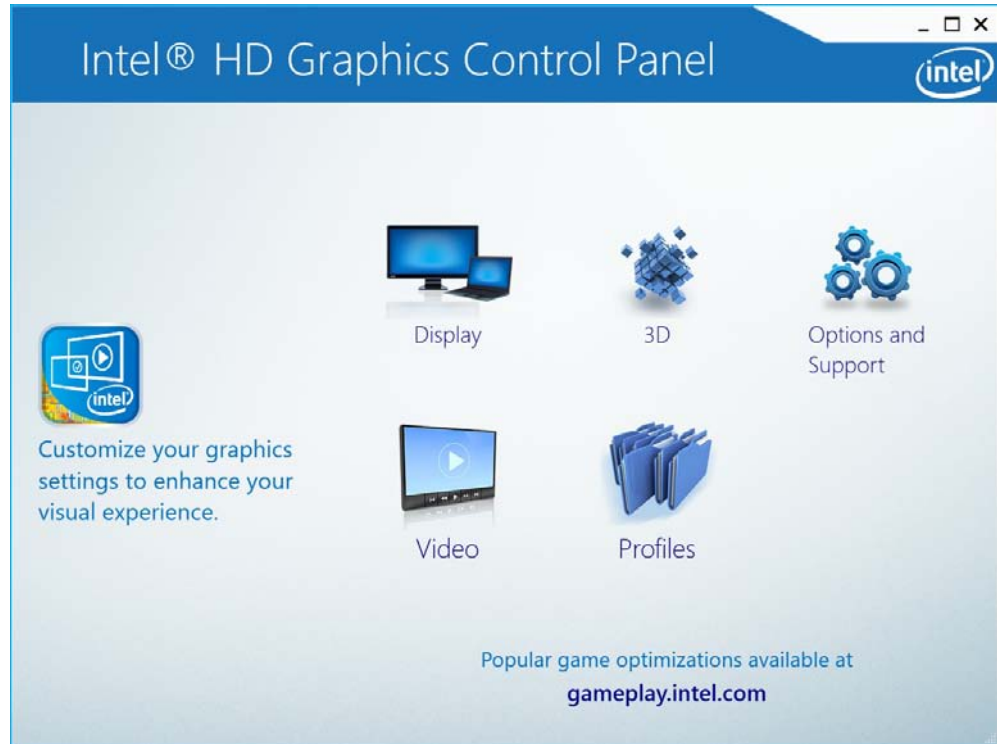 Intel® HD Graphics Control Panel
intel
Display
3D
Options and
Support
intel
Customize your graphics
settings to enhance your
visual experience.
Video
Profiles
Popular game optimizations available at
gameplay.intel.com